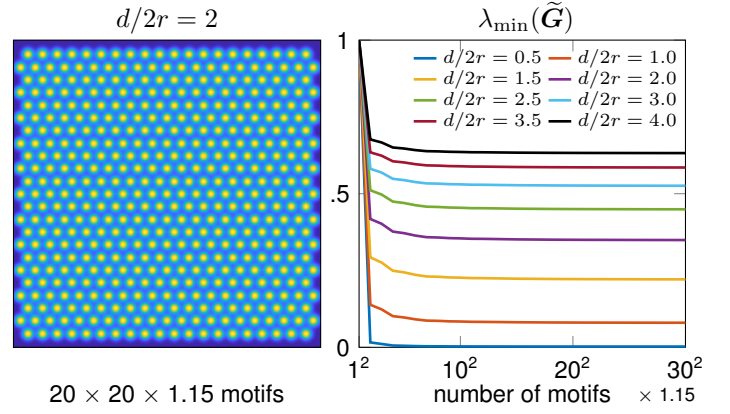 d/2r = 2
20 × 20 × 1.15 motifs
λmin(G̃)
d/2r = 0.5 d/2r = 1.0
d/2r = 1.5 d/2r = 2.0
d/2r = 2.5 d/2r = 3.0
d/2r = 3.5 d/2r = 4.0
1
.5
0
1² 10² 20² 30²
number of motifs × 1.15